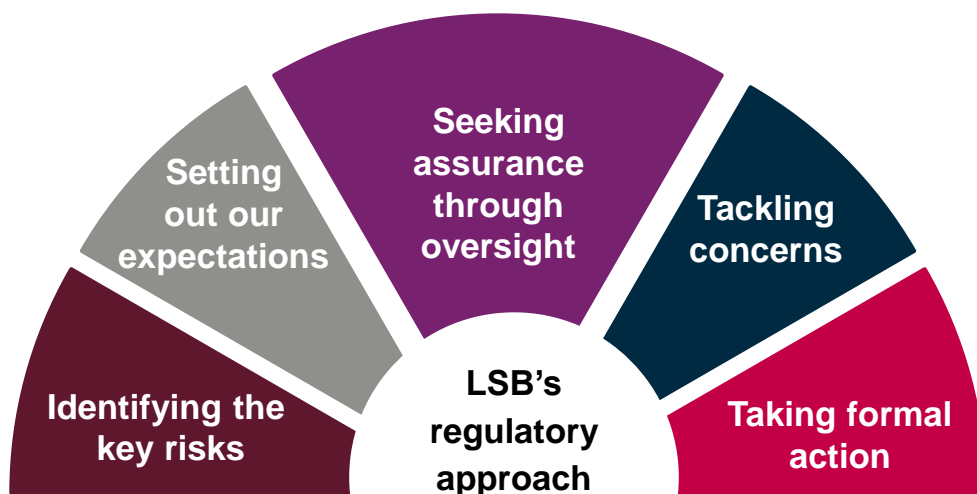 Identifying the
key risks
Setting
out our
expectations
Seeking
assurance
through
oversight
Tackling
concerns
Taking formal
action
LSB’s
regulatory
approach